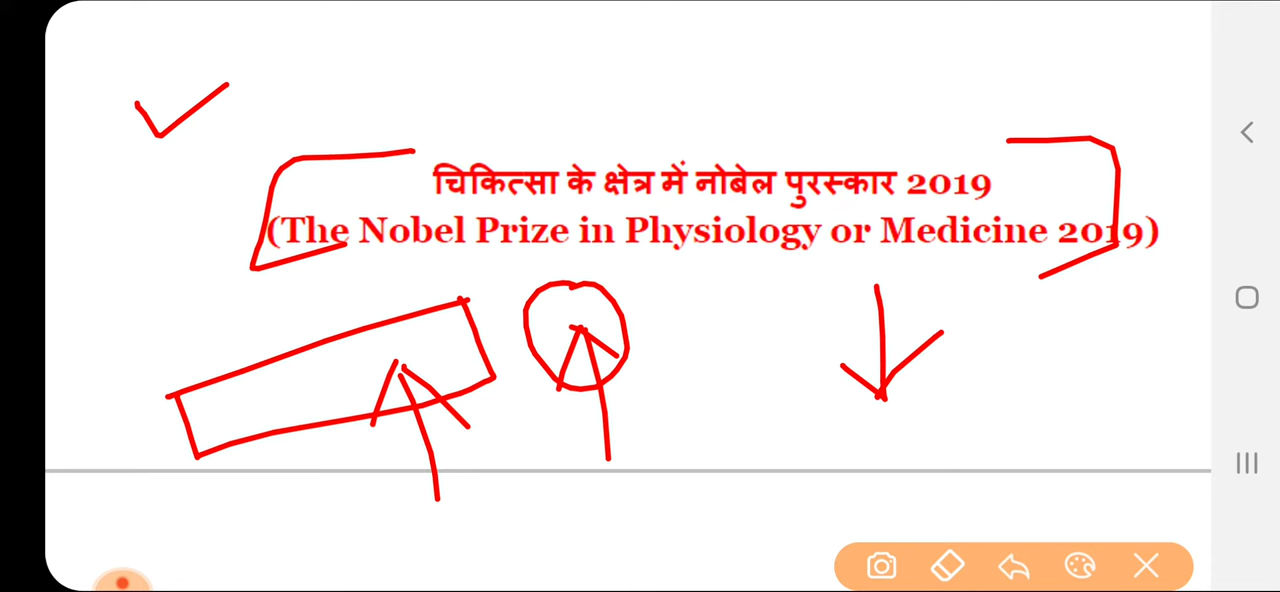 चिकित्सा के क्षेत्र में नोबेल पुरस्कार 2019
(The Nobel Prize in Physiology or Medicine 2019)